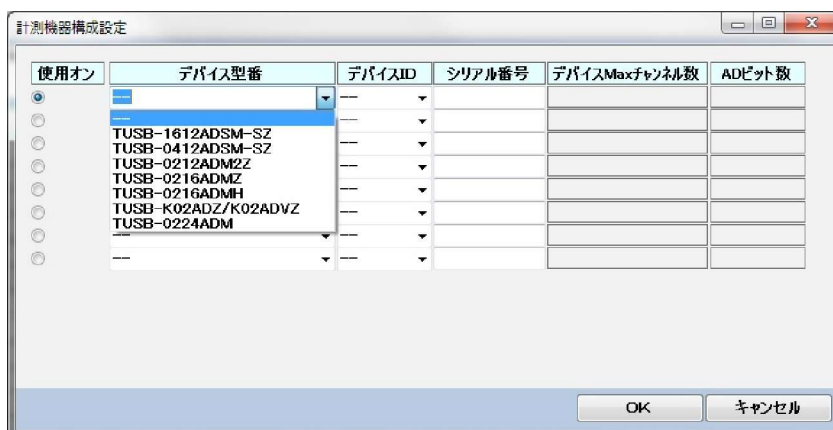 計測機器構成設定
使用オン デバイス型番 デバイスID シリアル番号 デバイスMaxチャンネル数 ADビット数
-- --
-- --
TUSB-1612ADSM-SZ
TUSB-0412ADSM-SZ --
TUSB-0212ADM2Z --
TUSB-0216ADMZ
TUSB-0216ADMH --
TUSB-K02ADZ/K02ADVZ --
TUSB-0224ADM
-- --
-- --
OK キャンセル